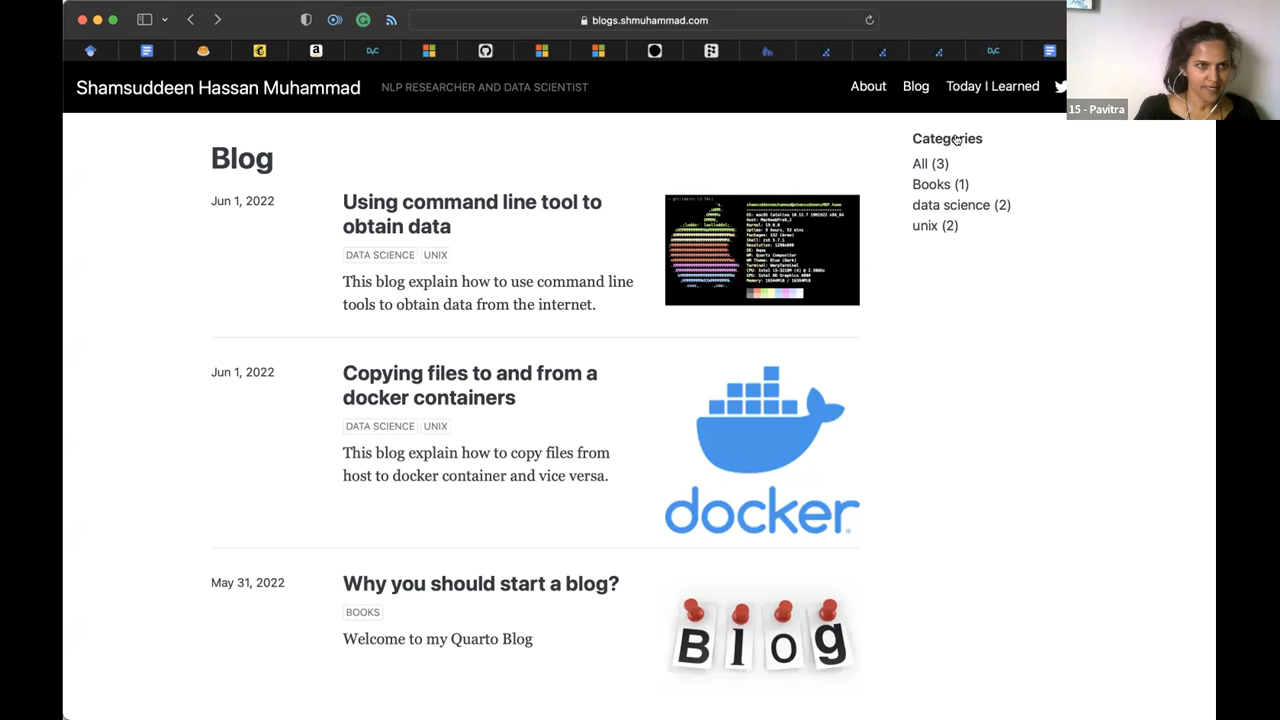 blogs.shmuhammad.com
Shamsuddeen Hassan Muhammad
NLP RESEARCHER AND DATA SCIENTIST
About
Blog
Today I Learned
15 - Pavitra
Blog
Jun 1, 2022
Using command line tool to
obtain data
DATA SCIENCE
UNIX
This blog explain how to use command line
tools to obtain data from the internet.
Jun 1, 2022
Copying files to and from a
docker containers
DATA SCIENCE
UNIX
This blog explain how to copy files from
host to docker container and vice versa.
docker
May 31, 2022
Why you should start a blog?
BOOKS
Welcome to my Quarto Blog
Blog
Categories
All (3)
Books (1)
data science (2)
unix (2)